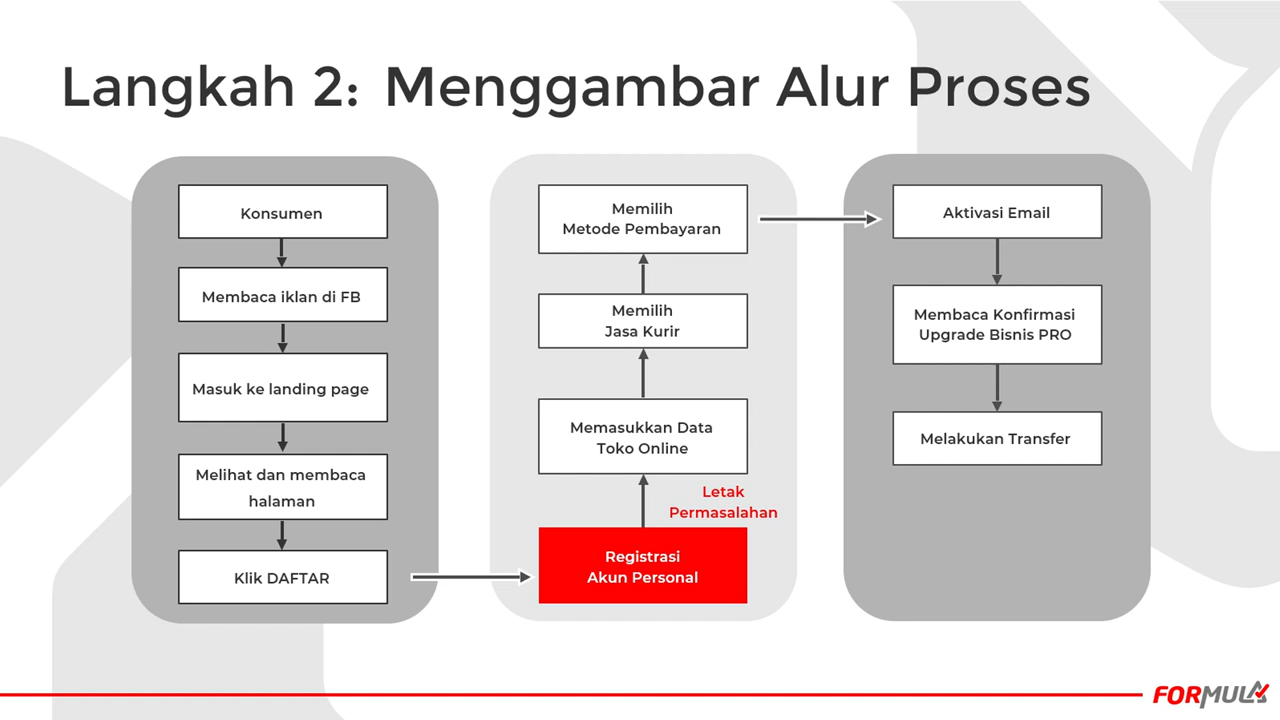 Langkah 2: Menggambar Alur Proses
Konsumen
Membaca iklan di FB
Masuk ke landing page
Melihat dan membaca
halaman
Klik DAFTAR
Memilih
Metode Pembayaran
Memilih
Jasa Kurir
Memasukkan Data
Toko Online
Letak
Permasalahan
Registrasi
Akun Personal
Aktivasi Email
Membaca Konfirmasi
Upgrade Bisnis PRO
Melakukan Transfer
FORMULA